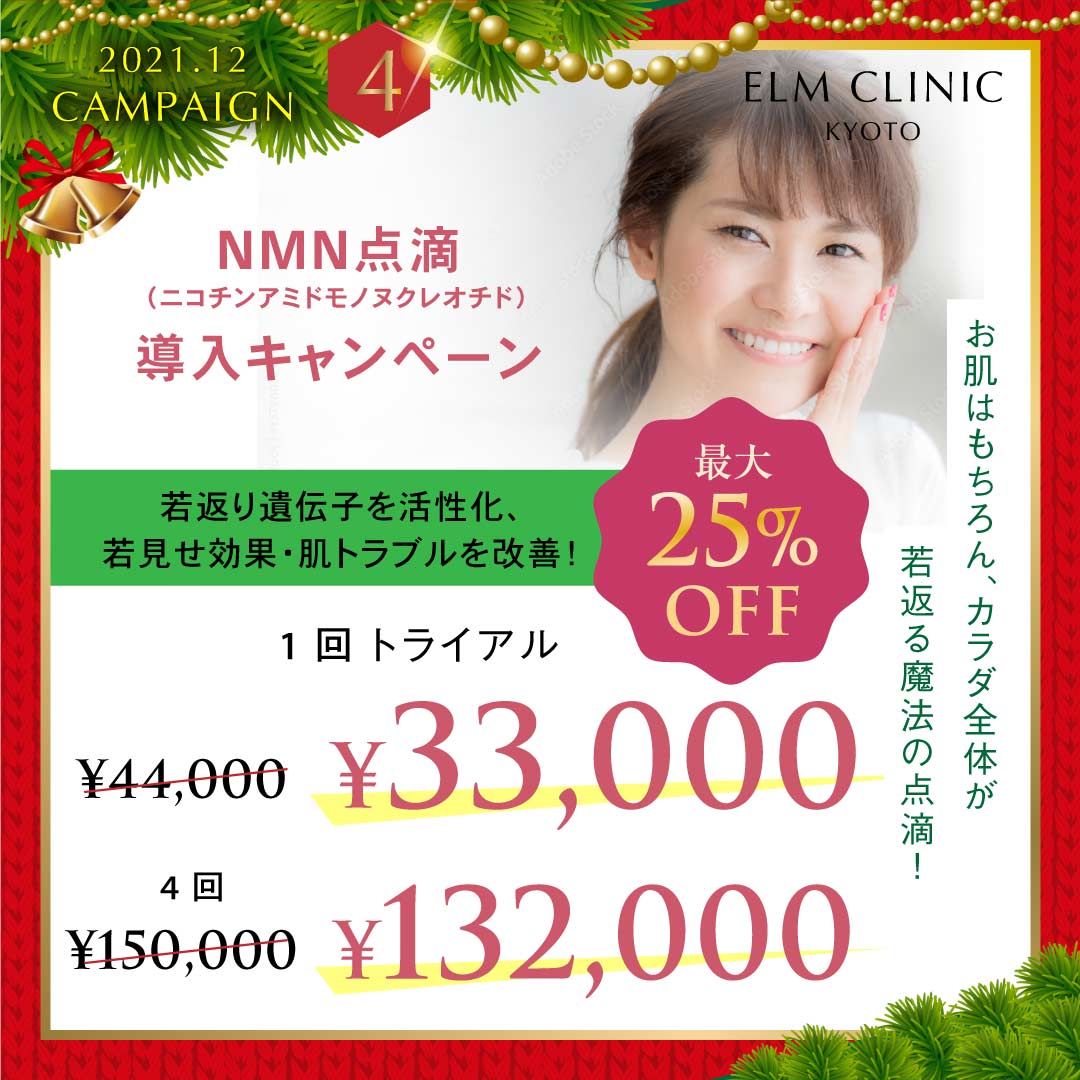 2021.12
CAMPAIGN
4
ELM CLINIC
KYOTO
NMN点滴
（ニコチンアミドモノヌクレオチド）
導入キャンペーン
お肌はもちろん、カラダ全体が
若返る魔法の点滴！
若返り遺伝子を活性化、
若見せ効果・肌トラブルを改善！
最大
25%
OFF
1 回 トライアル
¥44,000
¥33,000
4 回
¥150,000
¥132,000